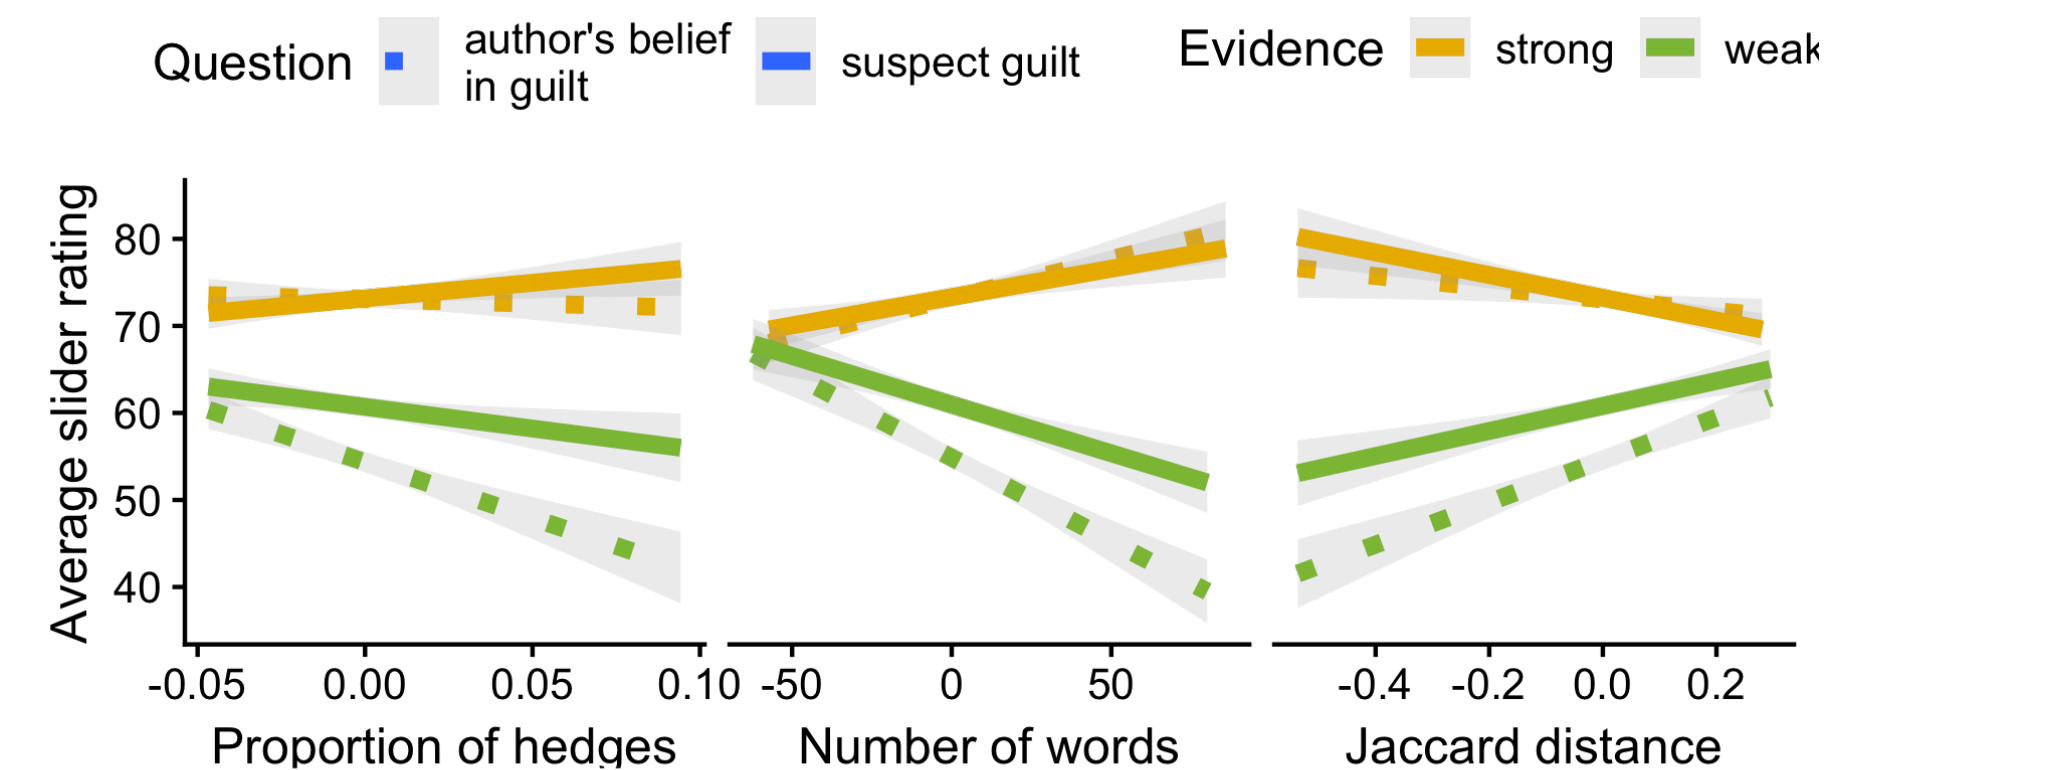 Question author's belief in guilt suspect guilt Evidence strong weak
Average slider rating
80
70
60
50
40
-0.05 0.00 0.05 0.10 -50 0 50 -0.4 -0.2 0.0 0.2
Proportion of hedges Number of words Jaccard distance